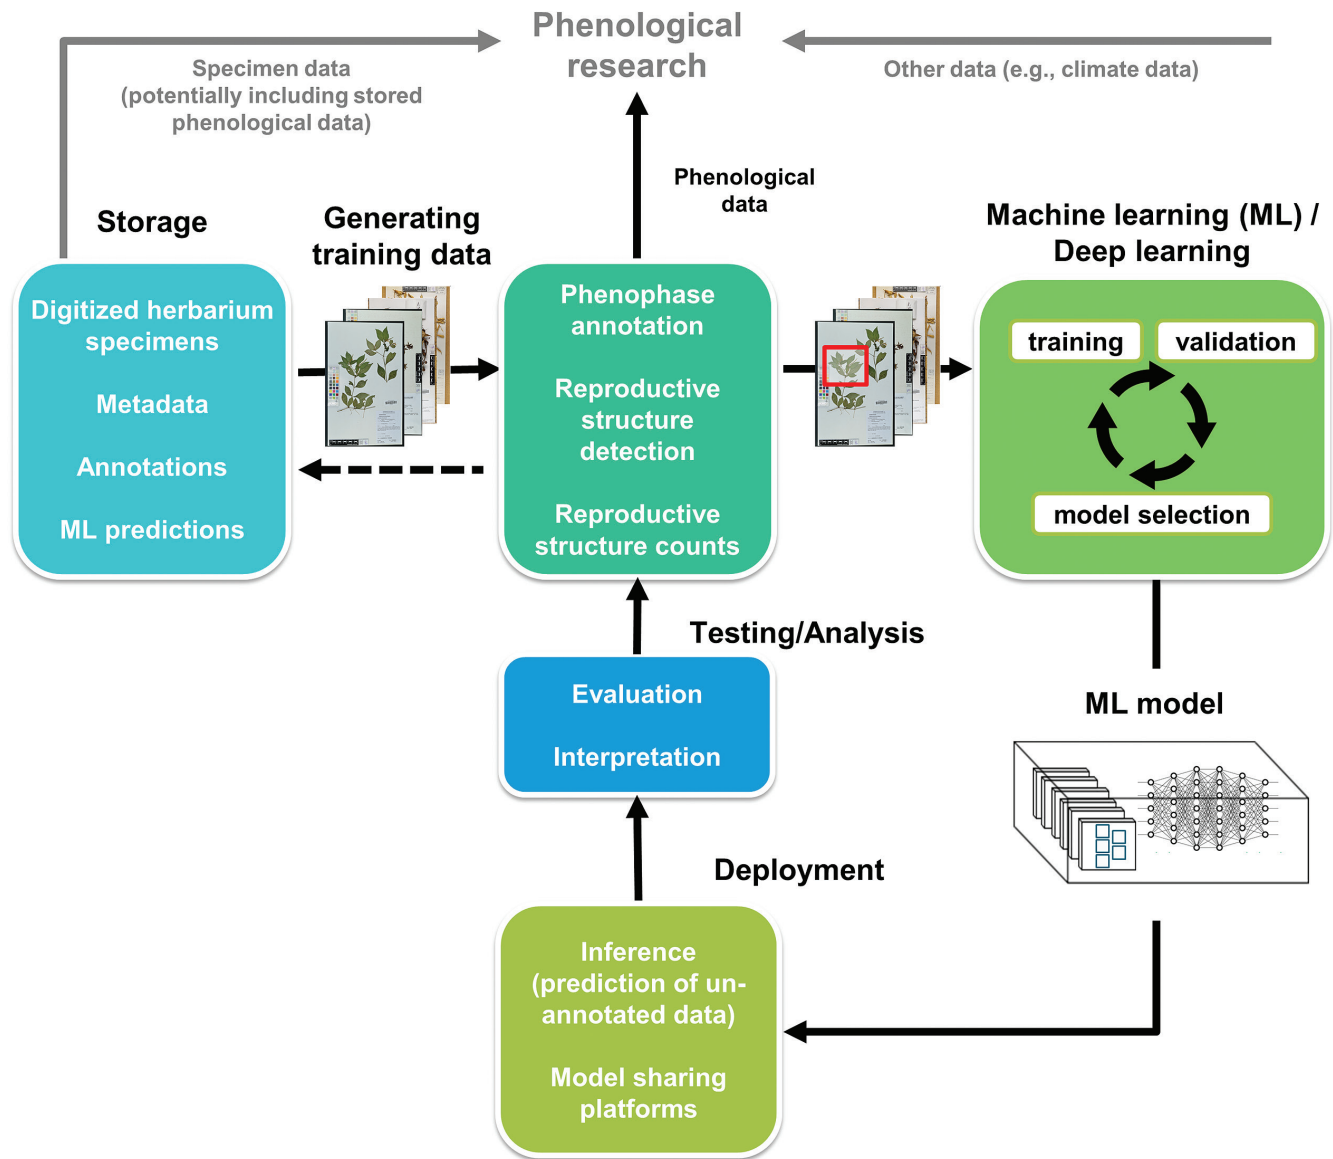 Phenological
research
Specimen data
(potentially including stored
phenological data)
Other data (e.g., climate data)
Phenological
data
Storage
Generating
training data
Machine learning (ML) /
Deep learning
Digitized herbarium
specimens
Metadata
Annotations
ML predictions
Phenophase
annotation
Reproductive
structure
detection
Reproductive
structure counts
training
validation
model selection
Testing/Analysis
Evaluation
Interpretation
ML model
Deployment
Inference
(prediction of un-
annotated data)
Model sharing
platforms